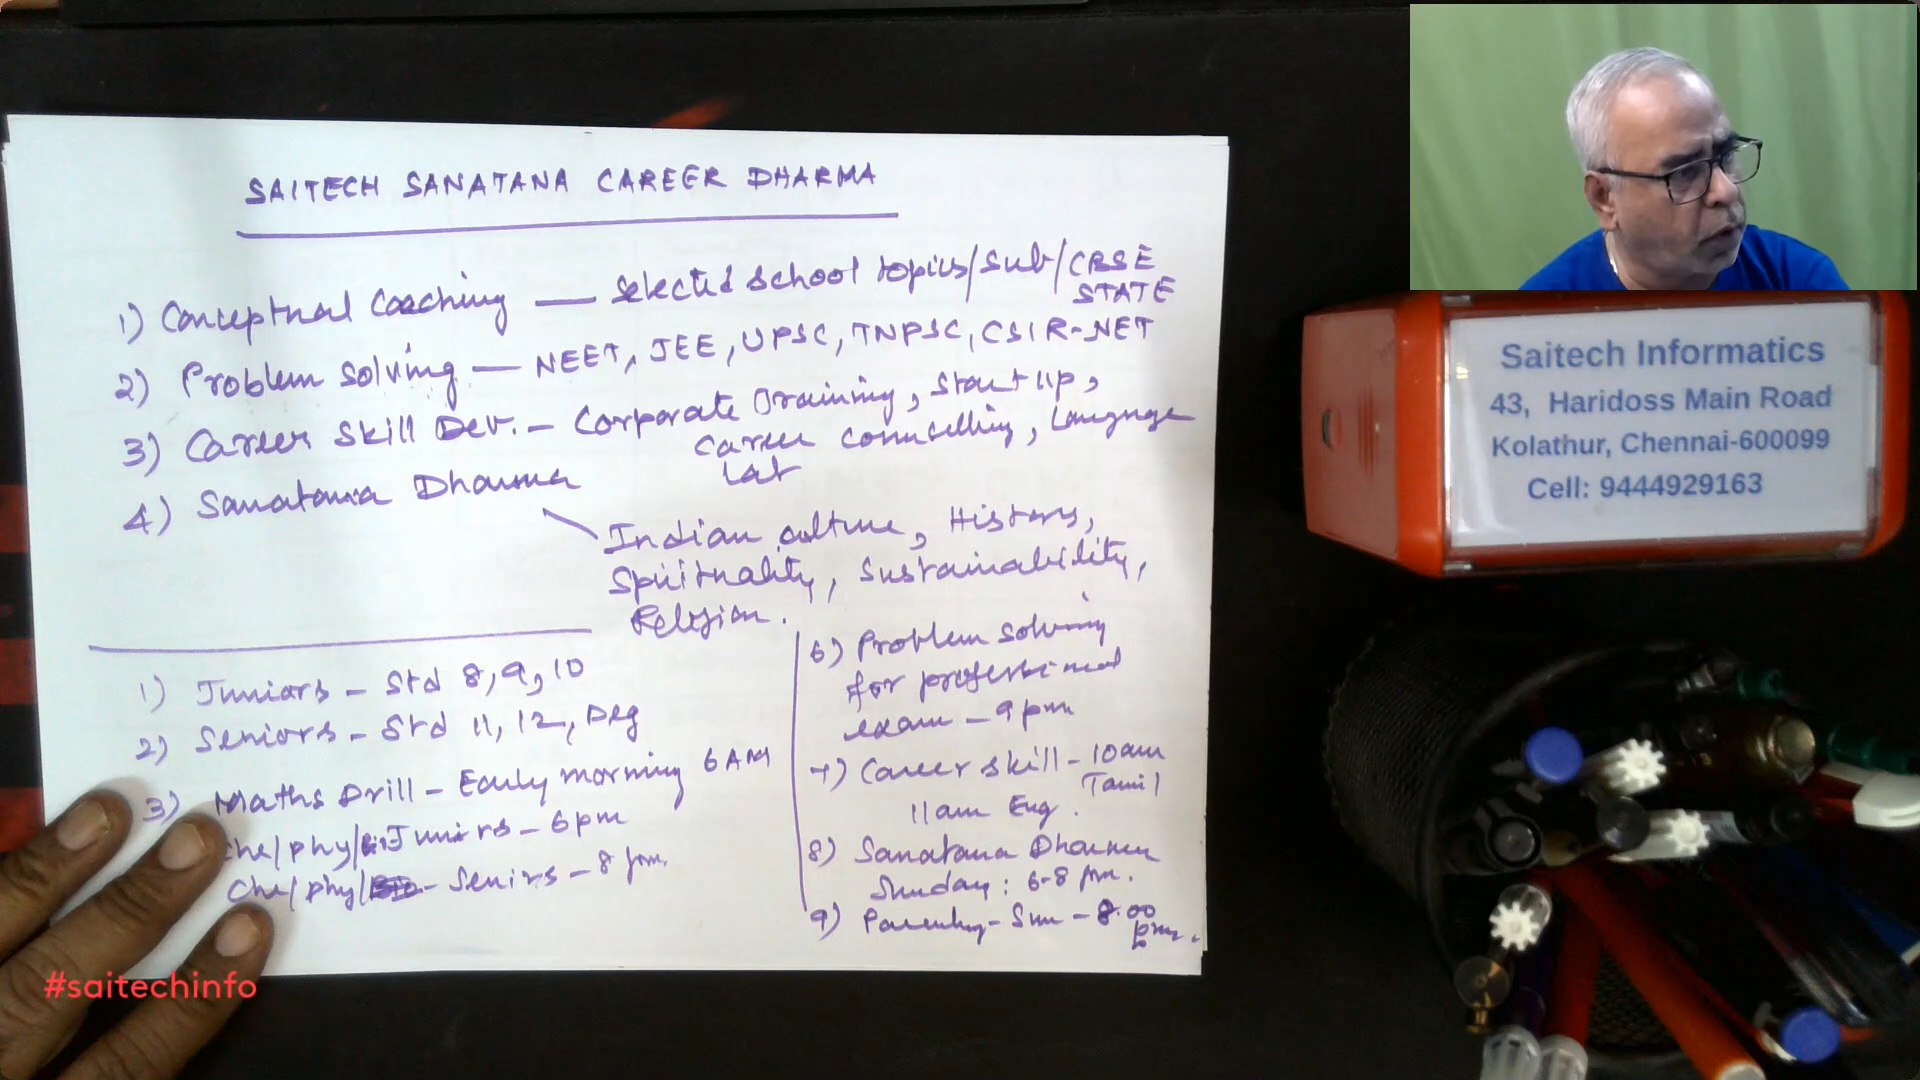 SAITECH SANATANA CAREER DHARMA
1) Conceptual Coaching — Selected school topics/Sub/CBSE
STATE
2) Problem solving — NEET, JEE, UPSC, TNPSC, CSIR-NET
3) Career Skill Dev. - Corporate Training, Start up,
Career counselling, Language
Lab
4) Sanatana Dharma
Indian culture, History,
Spirituality, Sustainability,
Religion.
1) Juniors - Std 8, 9, 10
2) Seniors - Std 11, 12, Deg
3) Maths Drill - Early morning 6 AM
Che/phy/Bio Juniors - 6 pm
Che/phy/ - Seniors - 8 pm.
6) Problem solving
for professional
exam - 9 pm
7) Career skill - 10am
Tamil
11am Eng.
8) Sanatana Dharma
Sunday: 6-8 pm.
9) Parenting - Sun - 8.00
pm.
Saitech Informatics
43, Haridoss Main Road
Kolathur, Chennai-600099
Cell: 9444929163
#saitechinfo